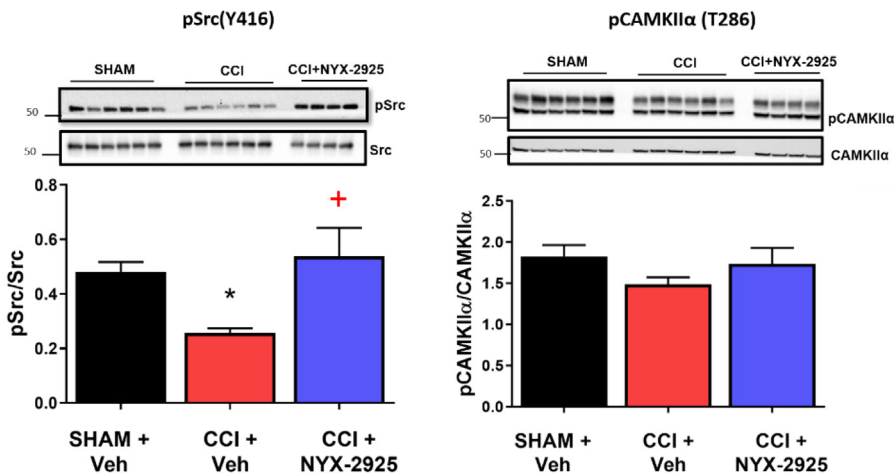 pSrc(Y416)
SHAM CCI CCI+NYX-2925
50 pSrc
50 Src
0.8
0.6
0.4
0.2
0.0
pSrc/Src
+
*
SHAM + Veh
CCI + Veh
CCI + NYX-2925
pCAMKIIα (T286)
SHAM CCI CCI+NYX-2925
50 pCAMKIIα
50 CAMKIIα
2.5
2.0
1.5
1.0
0.5
0.0
pCAMKIIα/CAMKIIα
SHAM + Veh
CCI + Veh
CCI + NYX-2925